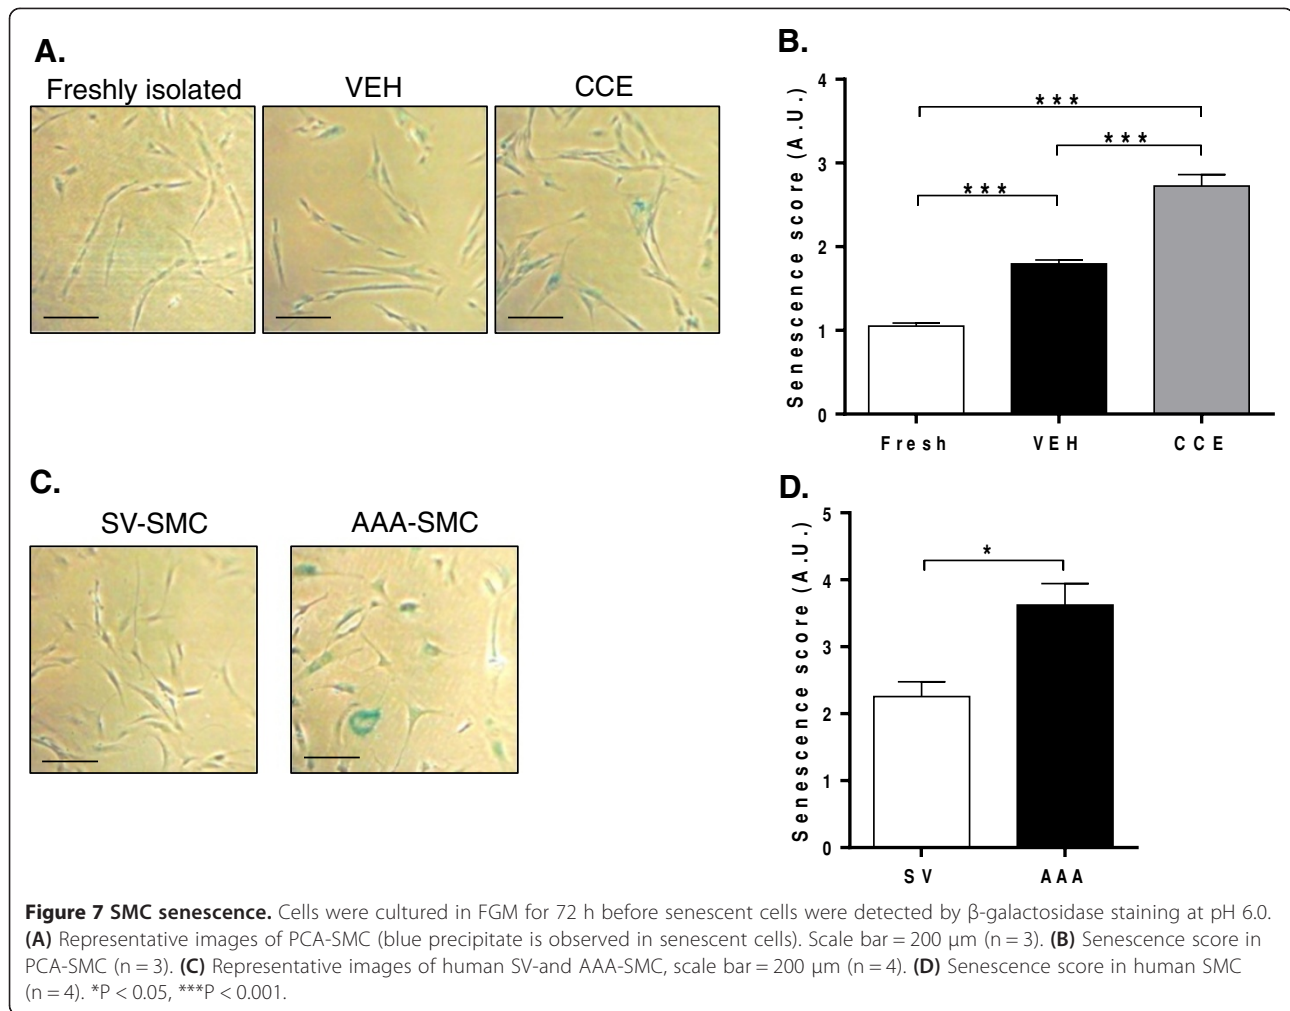 A.
Freshly isolated VEH CCE
B.
Senescence score (A.U.)
4
3
2
1
0
***
***
***
Fresh VEH CCE
C.
SV-SMC AAA-SMC
D.
Senescence score (A.U.)
5
4
3
2
1
0
*
SV AAA
Figure 7 SMC senescence. Cells were cultured in FGM for 72 h before senescent cells were detected by β-galactosidase staining at pH 6.0.
(A) Representative images of PCA-SMC (blue precipitate is observed in senescent cells). Scale bar = 200 μm (n = 3). (B) Senescence score in
PCA-SMC (n = 3). (C) Representative images of human SV-and AAA-SMC, scale bar = 200 μm (n = 4). (D) Senescence score in human SMC
(n = 4). *P < 0.05, ***P < 0.001.